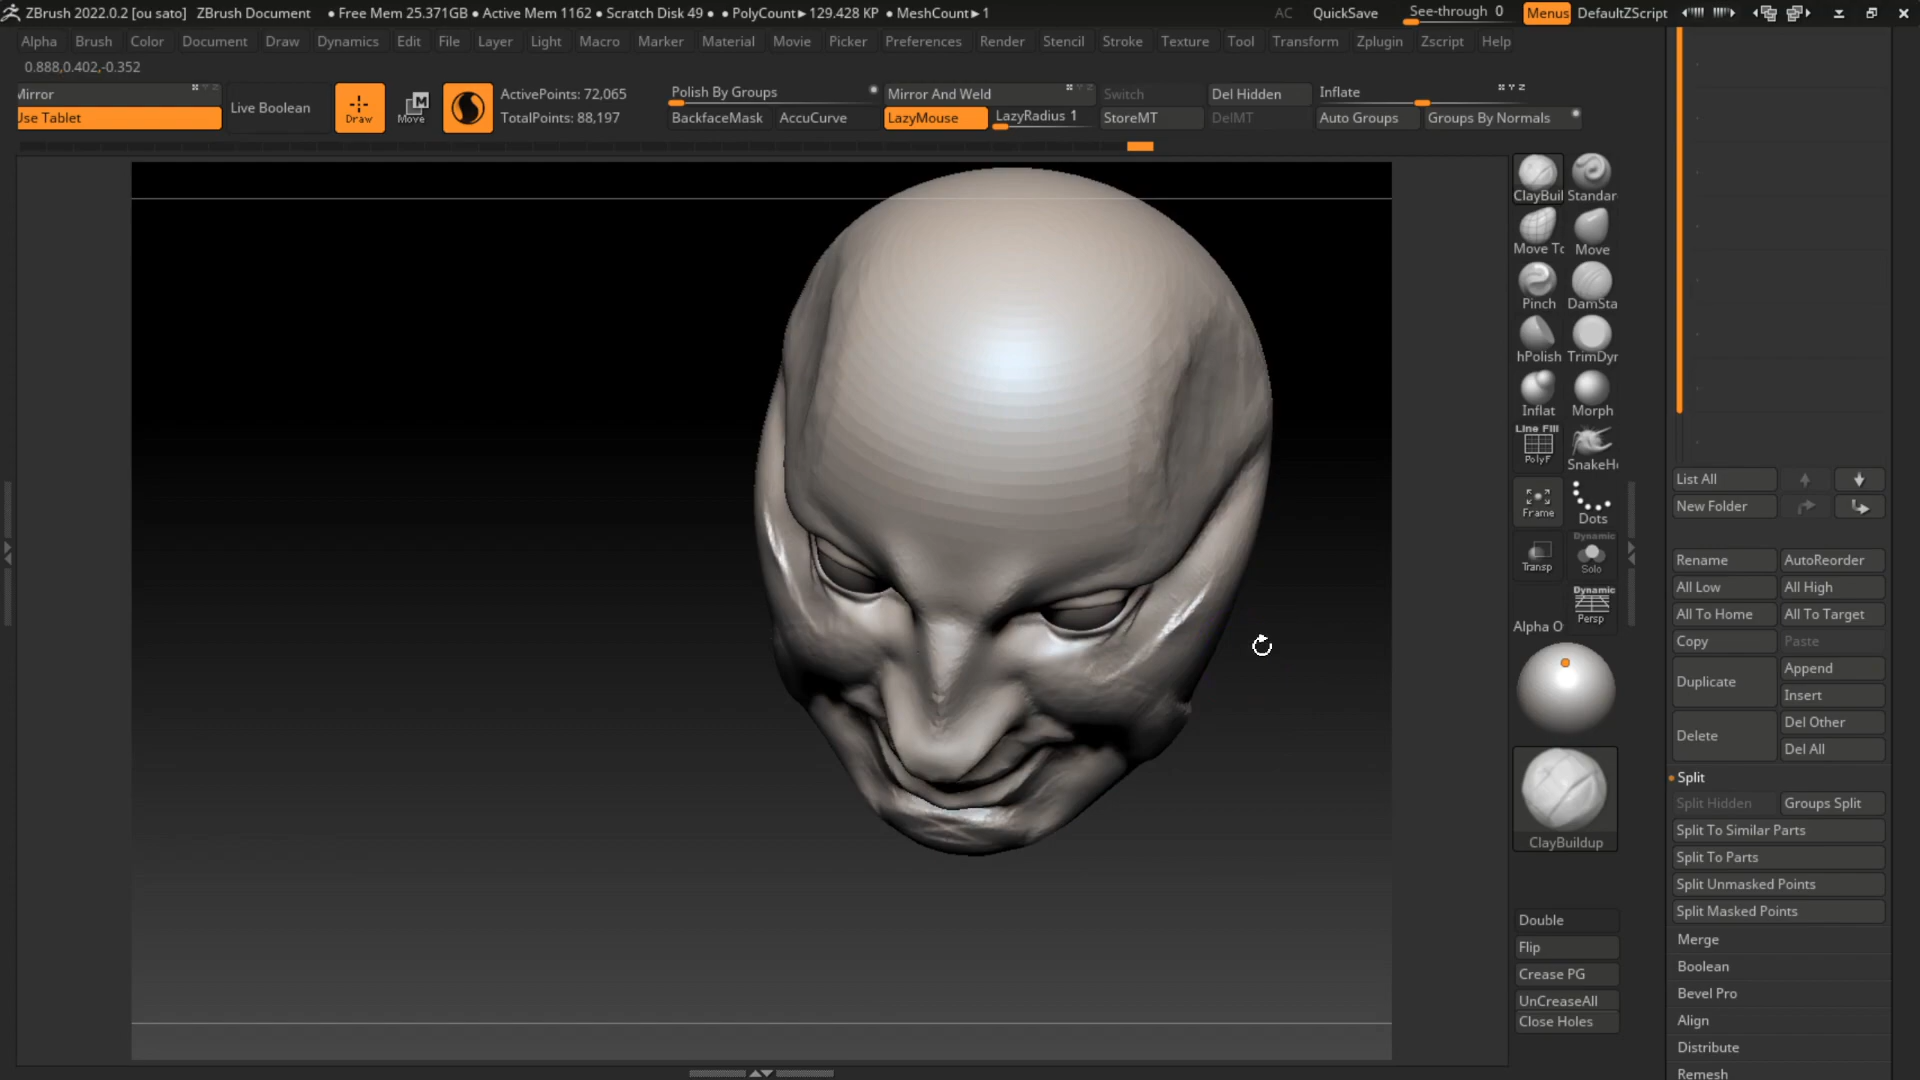 ZBrush 2022.0.2 [ou sato] ZBrush Document • Free Mem 25.371GB • Active Mem 1162 • Scratch Disk 49 • • PolyCount► 129.428 KP • MeshCount► 1 AC QuickSave See-through 0 Menus DefaultZScript
Alpha Brush Color Document Draw Dynamics Edit File Layer Light Macro Marker Material Movie Picker Preferences Render Stencil Stroke Texture Tool Transform Zplugin Zscript Help
0.888,0.402,-0.352
Mirror
Use Tablet
Live Boolean
Draw
Move
ActivePoints: 72,065
TotalPoints: 88,197
Polish By Groups
BackfaceMask AccuCurve
Mirror And Weld
LazyMouse LazyRadius 1
Switch Del Hidden
StoreMT DelMT
Inflate
Auto Groups Groups By Normals
ClayBuil Standar
Move To Move
Pinch DamSta
hPolish TrimDyn
Inflat Morph
Line Fill
PolyF SnakeHo
Frame Dots
Transp
Dynamic
Solo
Dynamic
Persp
Alpha O
ClayBuildup
Double
Flip
Crease PG
UnCreaseAll
Close Holes
List All
New Folder
Rename AutoReorder
All Low All High
All To Home All To Target
Copy Paste
Duplicate Append
Insert
Delete Del Other
Del All
Split
Split Hidden Groups Split
Split To Similar Parts
Split To Parts
Split Unmasked Points
Split Masked Points
Merge
Boolean
Bevel Pro
Align
Distribute
Remesh